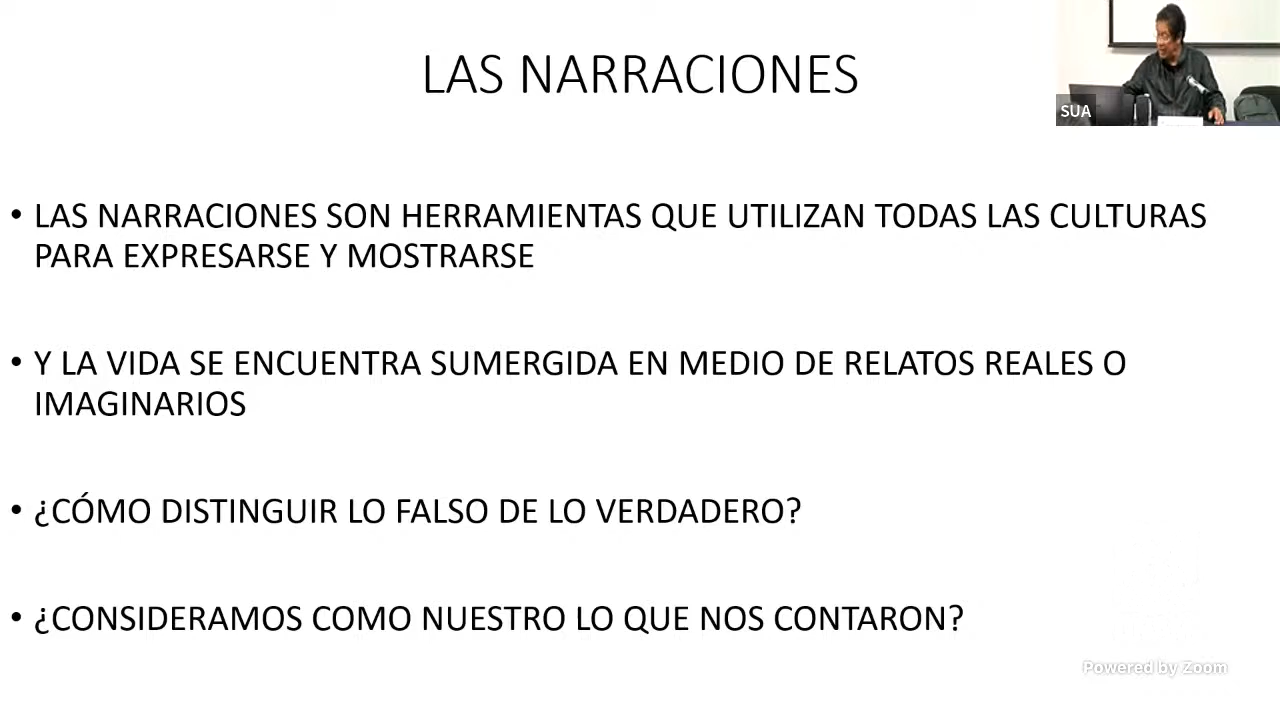 LAS NARRACIONES
SUA
• LAS NARRACIONES SON HERRAMIENTAS QUE UTILIZAN TODAS LAS CULTURAS
PARA EXPRESARSE Y MOSTRARSE
• Y LA VIDA SE ENCUENTRA SUMERGIDA EN MEDIO DE RELATOS REALES O
IMAGINARIOS
• ¿CÓMO DISTINGUIR LO FALSO DE LO VERDADERO?
• ¿CONSIDERAMOS COMO NUESTRO LO QUE NOS CONTARON?
Powered by Zoom